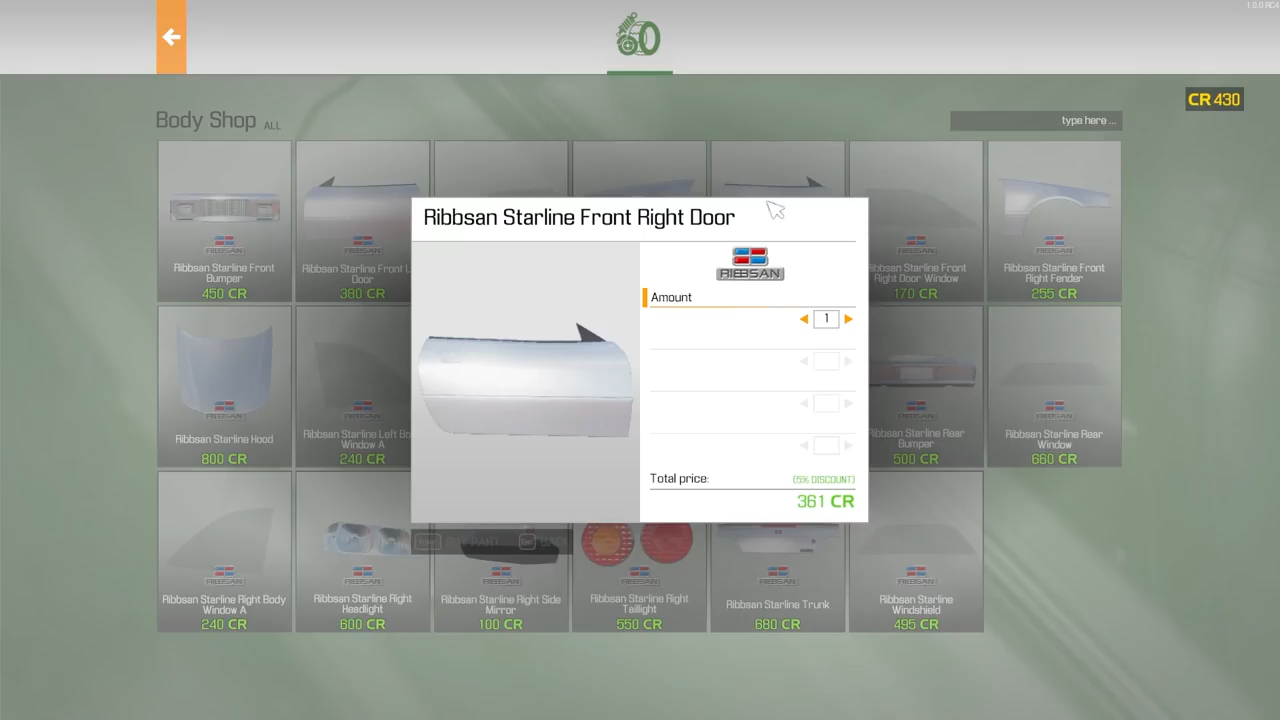 1.0.0 RC4
CR 430
Body Shop ALL
type here ...
RIBBSAN
Ribbsan Starline Front
Bumper
450 CR
RIBBSAN
Ribbsan Starline Front L
Door
380 CR
RIBBSAN
Ribbsan Starline Front
Right Door Window
170 CR
RIBBSAN
Ribbsan Starline Front
Right Fender
255 CR
Ribbsan Starline Front Right Door
RIBBSAN
Amount
1
Total price:
(5% DISCOUNT)
361 CR
RIBBSAN
Ribbsan Starline Hood
800 CR
RIBBSAN
Ribbsan Starline Left Bo
Window A
240 CR
RIBBSAN
Ribbsan Starline Rear
Bumper
500 CR
RIBBSAN
Ribbsan Starline Rear
Window
660 CR
RIBBSAN
Ribbsan Starline Right Body
Window A
240 CR
RIBBSAN
Ribbsan Starline Right
Headlight
600 CR
RIBBSAN
Ribbsan Starline Right Side
Mirror
100 CR
RIBBSAN
Ribbsan Starline Right
Taillight
550 CR
RIBBSAN
Ribbsan Starline Trunk
680 CR
RIBBSAN
Ribbsan Starline
Windshield
495 CR